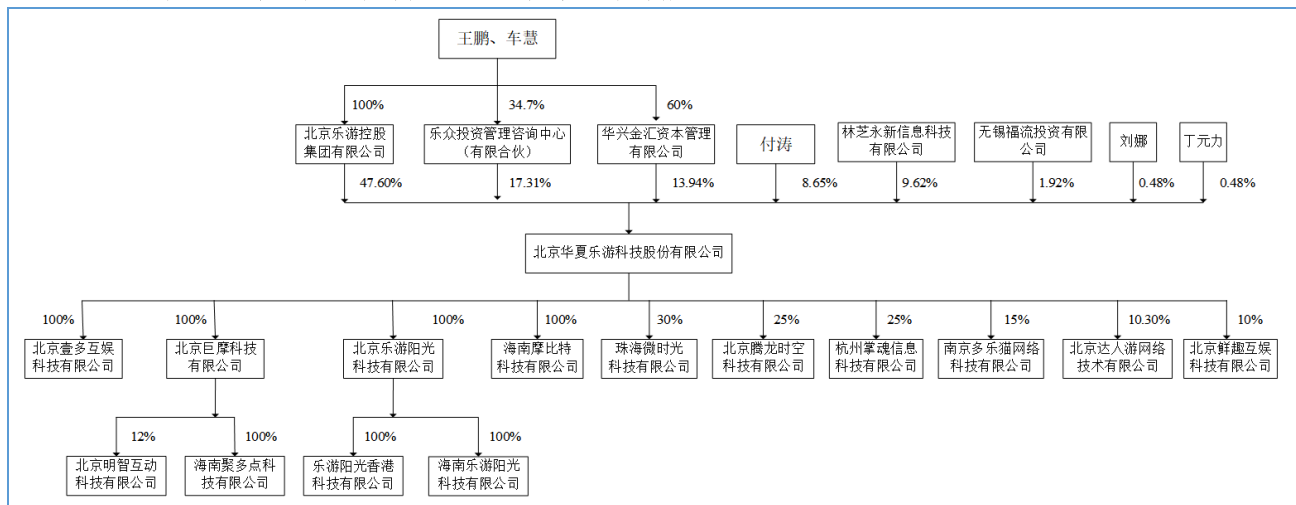 王鹏、车慧
100%
34.7%
60%
北京乐游控股
集团有限公司
乐众投资管理咨询中心
（有限合伙）
华兴金汇资本管理
有限公司
付涛
林芝永新信息科技
有限公司
无锡福流投资有限
公司
刘娜
丁元力
47.60%
17.31%
13.94%
8.65%
9.62%
1.92%
0.48%
0.48%
北京华夏乐游科技股份有限公司
100%
100%
100%
100%
30%
25%
25%
15%
10.30%
10%
北京壹多互娱
科技有限公司
北京巨摩科技
有限公司
北京乐游阳光
科技有限公司
海南摩比特
科技有限公司
珠海微时光
科技有限公司
北京腾龙时空
科技有限公司
杭州掌魂信息
科技有限公司
南京多乐猫网络
科技有限公司
北京达人游网络
技术有限公司
北京鲜趣互娱
科技有限公司
12%
100%
100%
100%
北京明智互动
科技有限公司
海南聚多点科
技有限公司
乐游阳光香港
科技有限公司
海南乐游阳光
科技有限公司